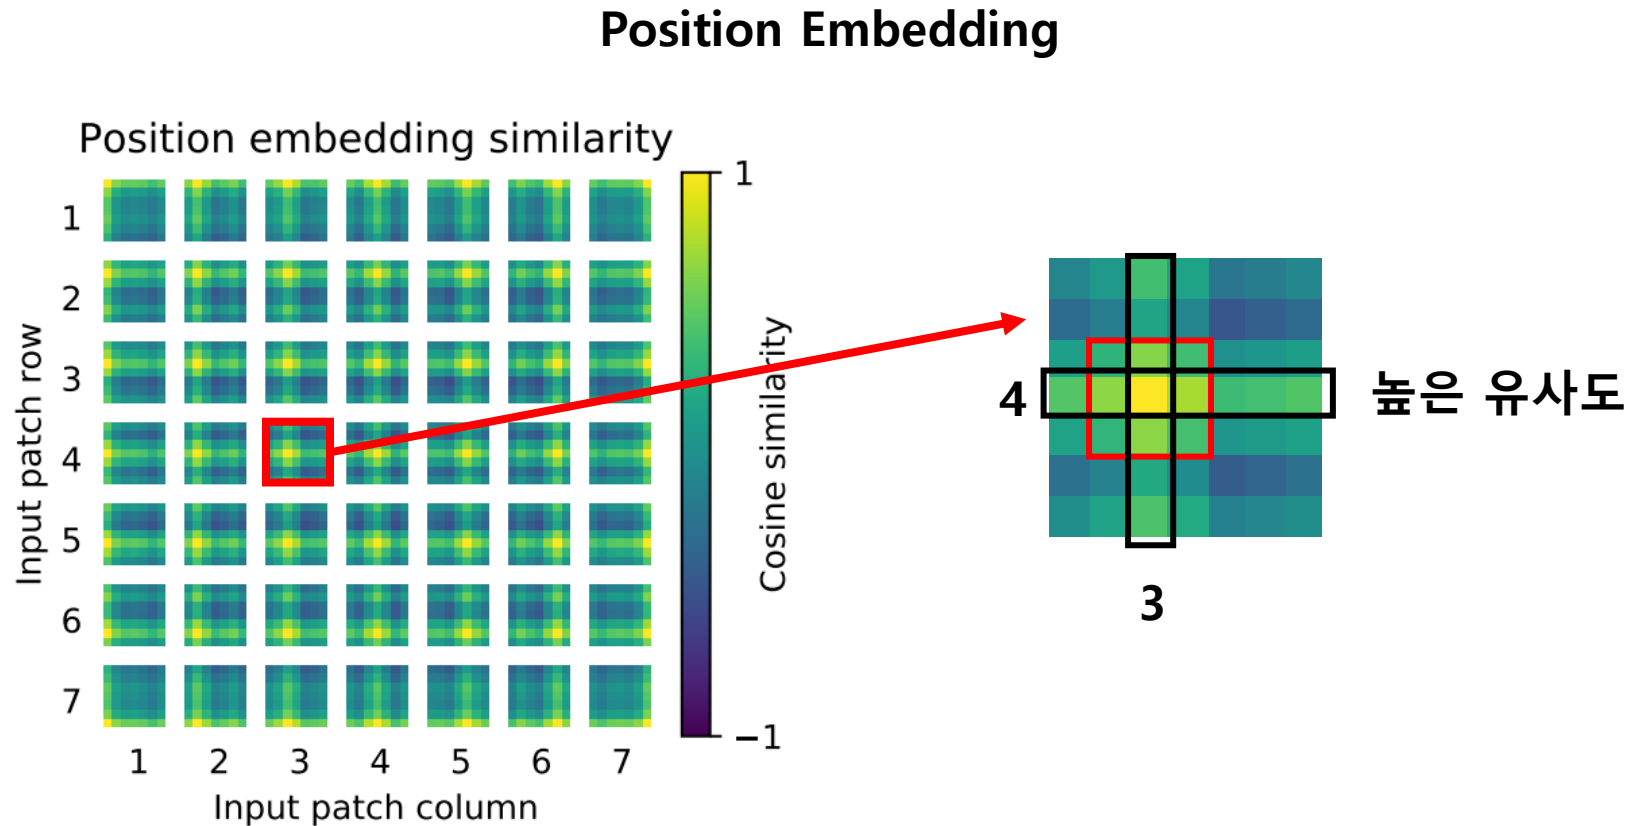 Position Embedding
Position embedding similarity
Input patch row
1
2
3
4
5
6
7
1 2 3 4 5 6 7
Input patch column
1
−1
Cosine similarity
4
높은 유사도
3